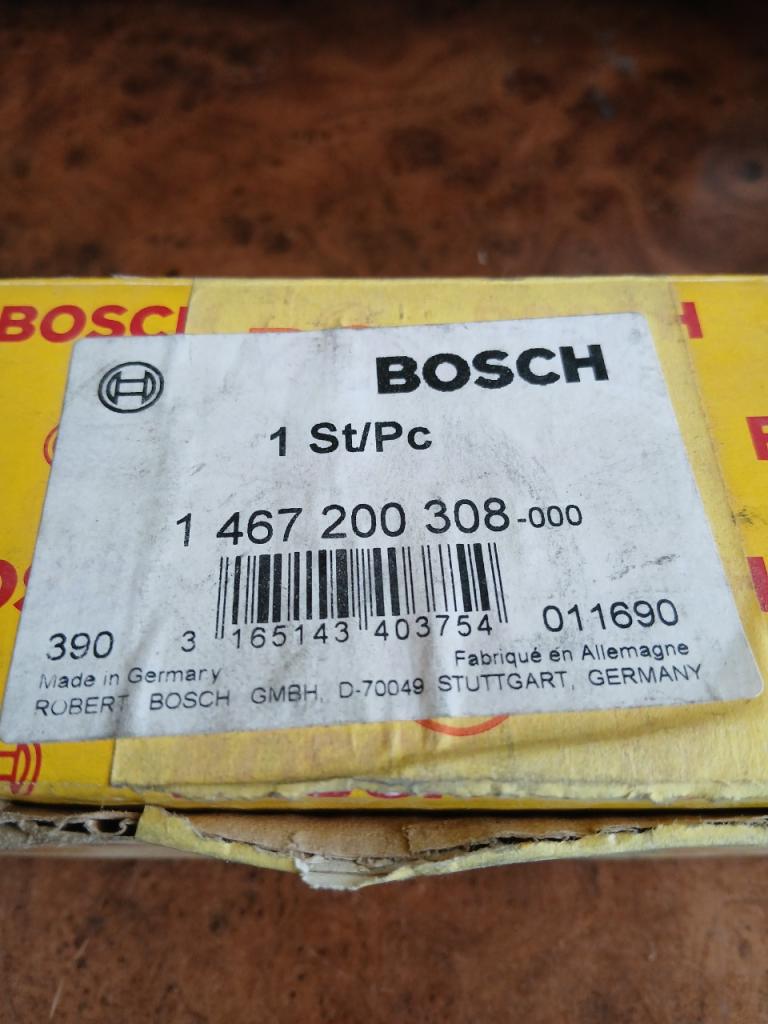 BOSCH
BOSCH
1 St/Pc
1 467 200 308-000
390 3 165143 403754 011690
Made in Germany Fabriqué en Allemagne
ROBERT BOSCH GMBH, D-70049 STUTTGART, GERMANY